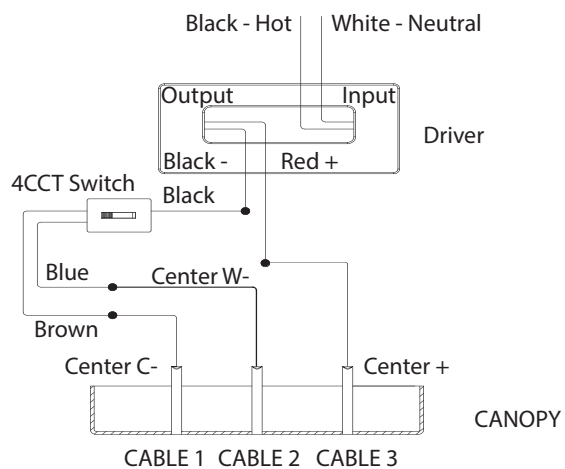 Black - Hot
White - Neutral
Output
Input
Driver
Black -
Red +
4CCT Switch
Black
Blue
Center W-
Brown
Center C-
Center +
CANOPY
CABLE 1
CABLE 2
CABLE 3